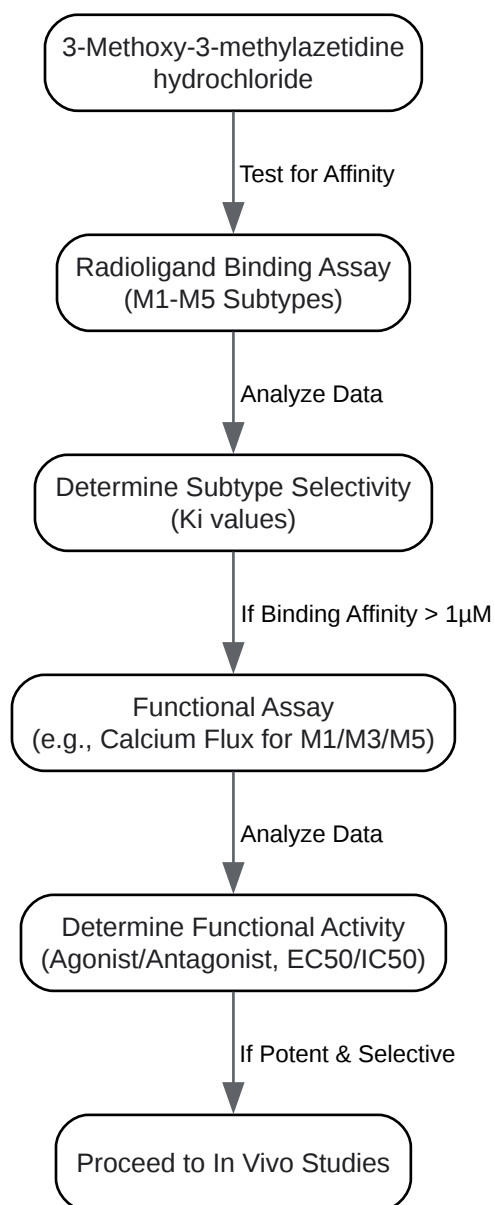 3-Methoxy-3-methylazetidine
hydrochloride
Test for Affinity
Radioligand Binding Assay
(M1-M5 Subtypes)
Analyze Data
Determine Subtype Selectivity
(Ki values)
If Binding Affinity > 1μM
Functional Assay
(e.g., Calcium Flux for M1/M3/M5)
Analyze Data
Determine Functional Activity
(Agonist/Antagonist, EC50/IC50)
If Potent & Selective
Proceed to In Vivo Studies